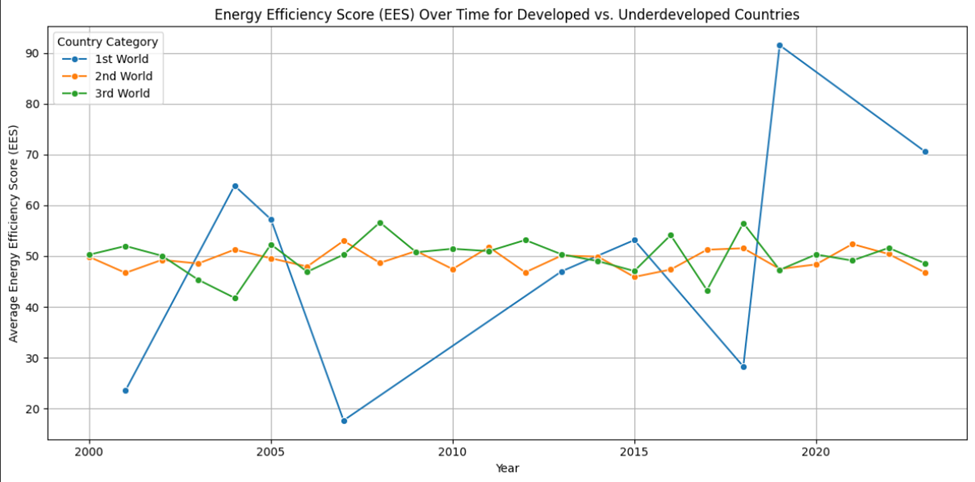 Energy Efficiency Score (EES) Over Time for Developed vs. Underdeveloped Countries
Country Category
1st World
2nd World
3rd World
90
80
70
60
50
40
30
20
Average Energy Efficiency Score (EES)
2000
2005
2010
2015
2020
Year